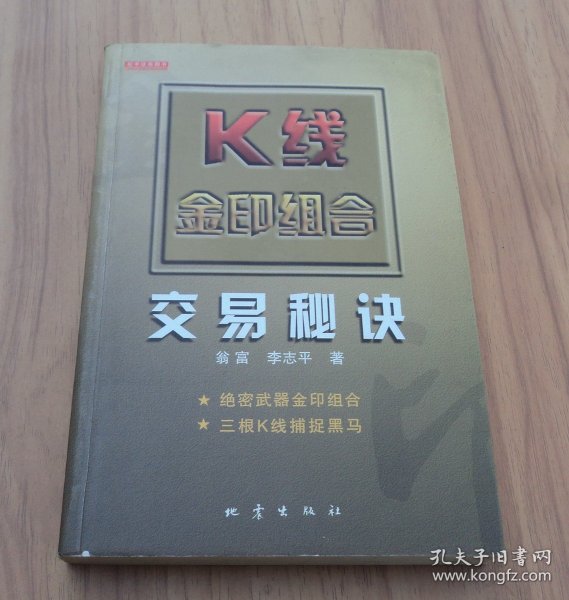 K线
金印组合
交易秘诀
翁富 李志平 著
★ 绝密武器金印组合
★ 三根K线捕捉黑马
地震出版社
孔夫子旧书网
www.kongfz.com